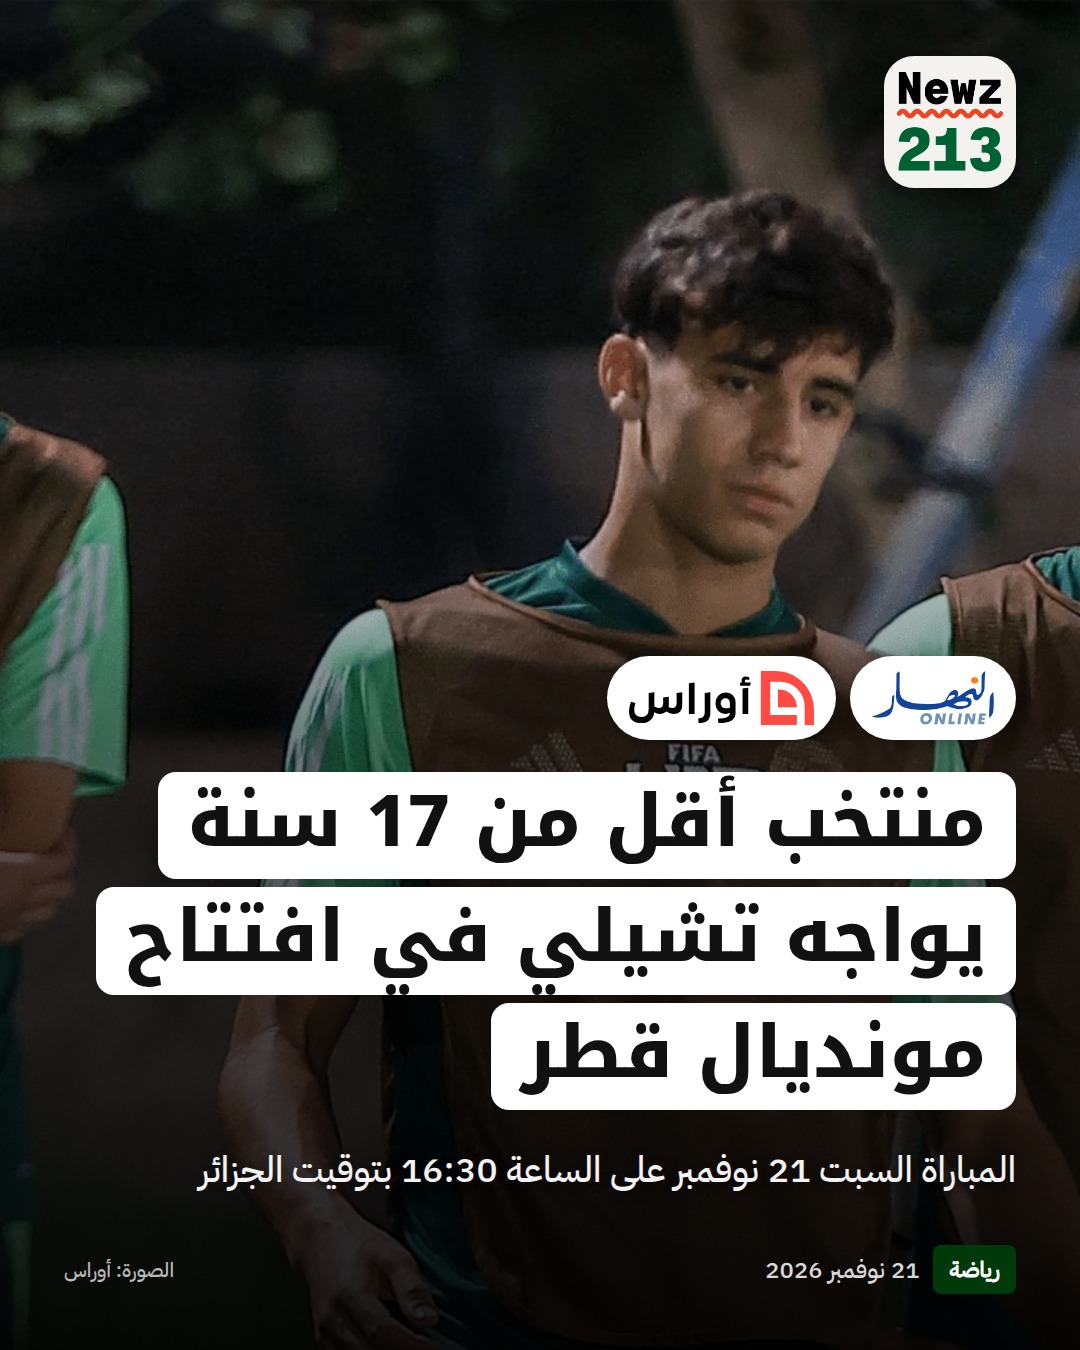 Newz
213
النهار
ONLINE
أوراس
FIFA
منتخب أقل من 17 سنة
يواجه تشيلي في افتتاح
مونديال قطر
المباراة السبت 21 نوفمبر على الساعة 16:30 بتوقيت الجزائر
رياضة
21 نوفمبر 2026
الصورة: أوراس